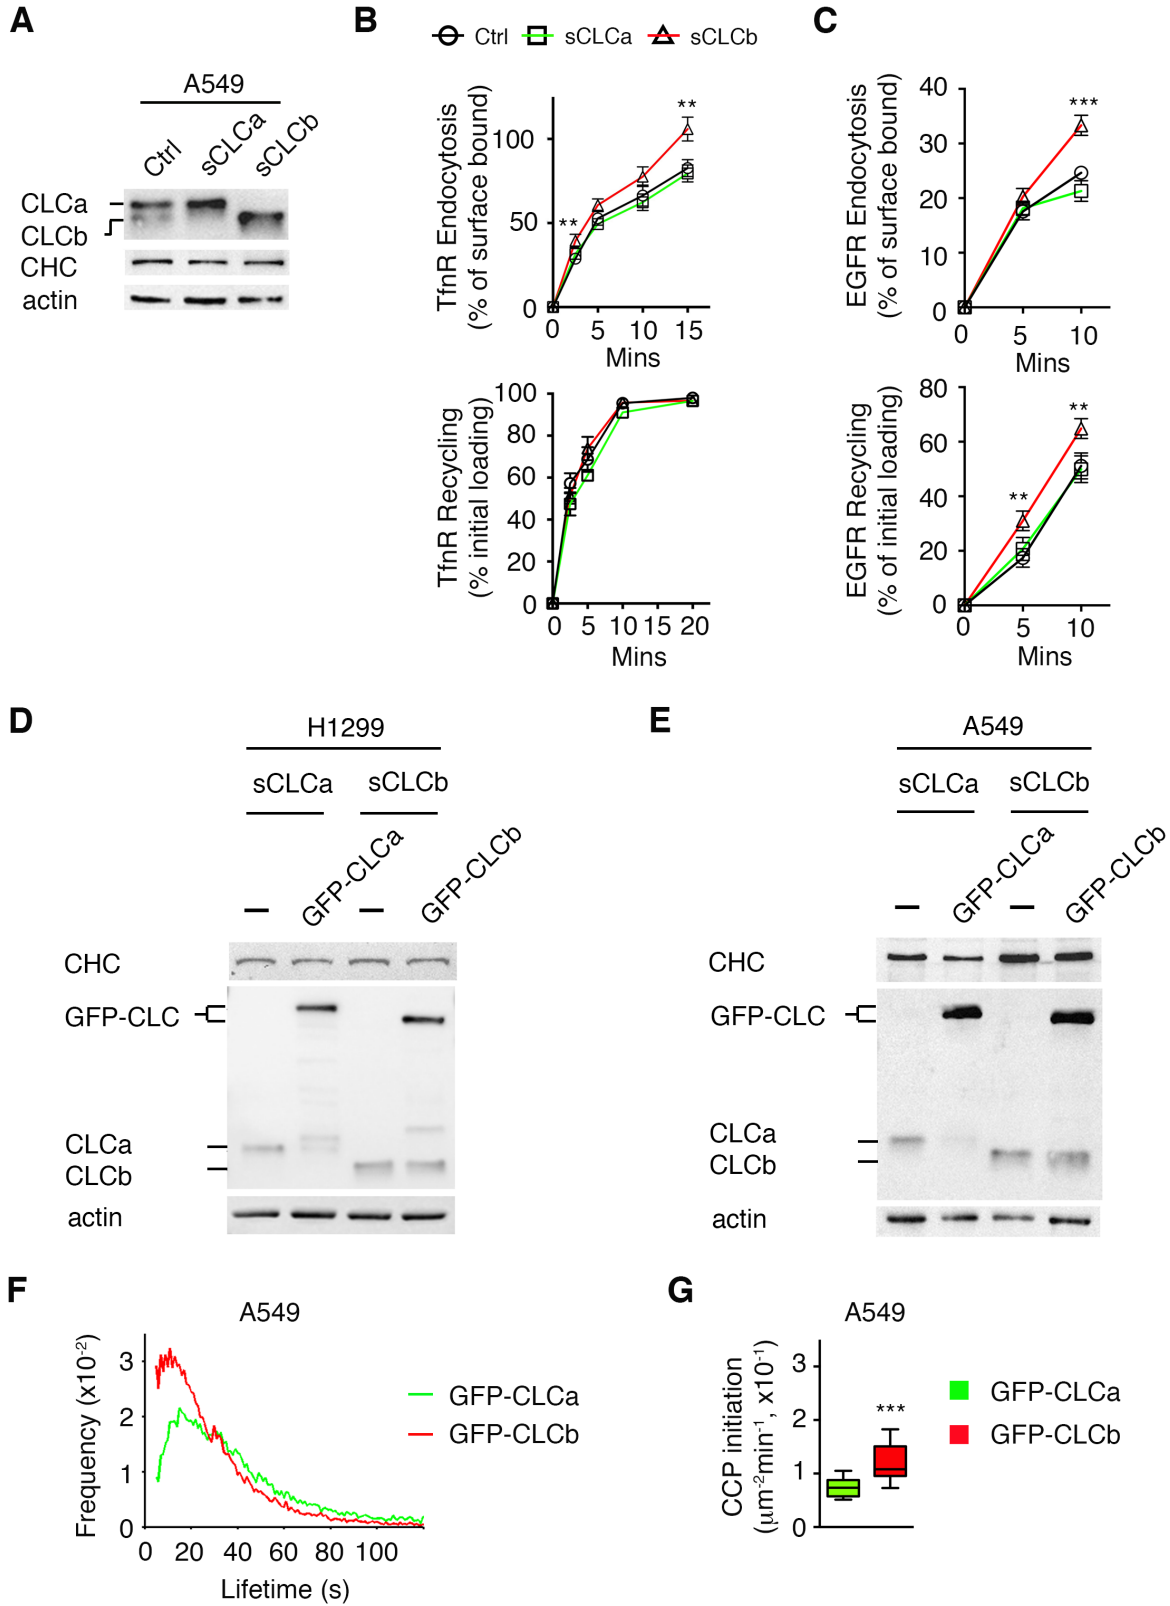 A
A549
Ctrl
sCLCa
sCLCb
CLCa
CLCb
CHC
actin
B
Ctrl
sCLCa
sCLCb
TfnR Endocytosis
(% of surface bound)
100
50
0
**
**
0 5 10 15
Mins
TfnR Recycling
(% initial loading)
100
80
60
40
20
0
0 5 10 15 20
Mins
C
EGFR Endocytosis
(% of surface bound)
40
30
20
10
0
***
0 5 10
Mins
EGFR Recycling
(% of initial loading)
80
60
40
20
0
**
**
0 5 10
Mins
D
H1299
sCLCa
sCLCb
–
GFP-CLCa
–
GFP-CLCb
CHC
GFP-CLC
CLCa
CLCb
actin
E
A549
sCLCa
sCLCb
–
GFP-CLCa
–
GFP-CLCb
CHC
GFP-CLC
CLCa
CLCb
actin
F
A549
Frequency (x10⁻²)
3
2
1
0
0 20 40 60 80 100
Lifetime (s)
GFP-CLCa
GFP-CLCb
G
A549
CCP initiation
(μm⁻²min⁻¹, x10⁻¹)
3
2
1
0
***
GFP-CLCa
GFP-CLCb